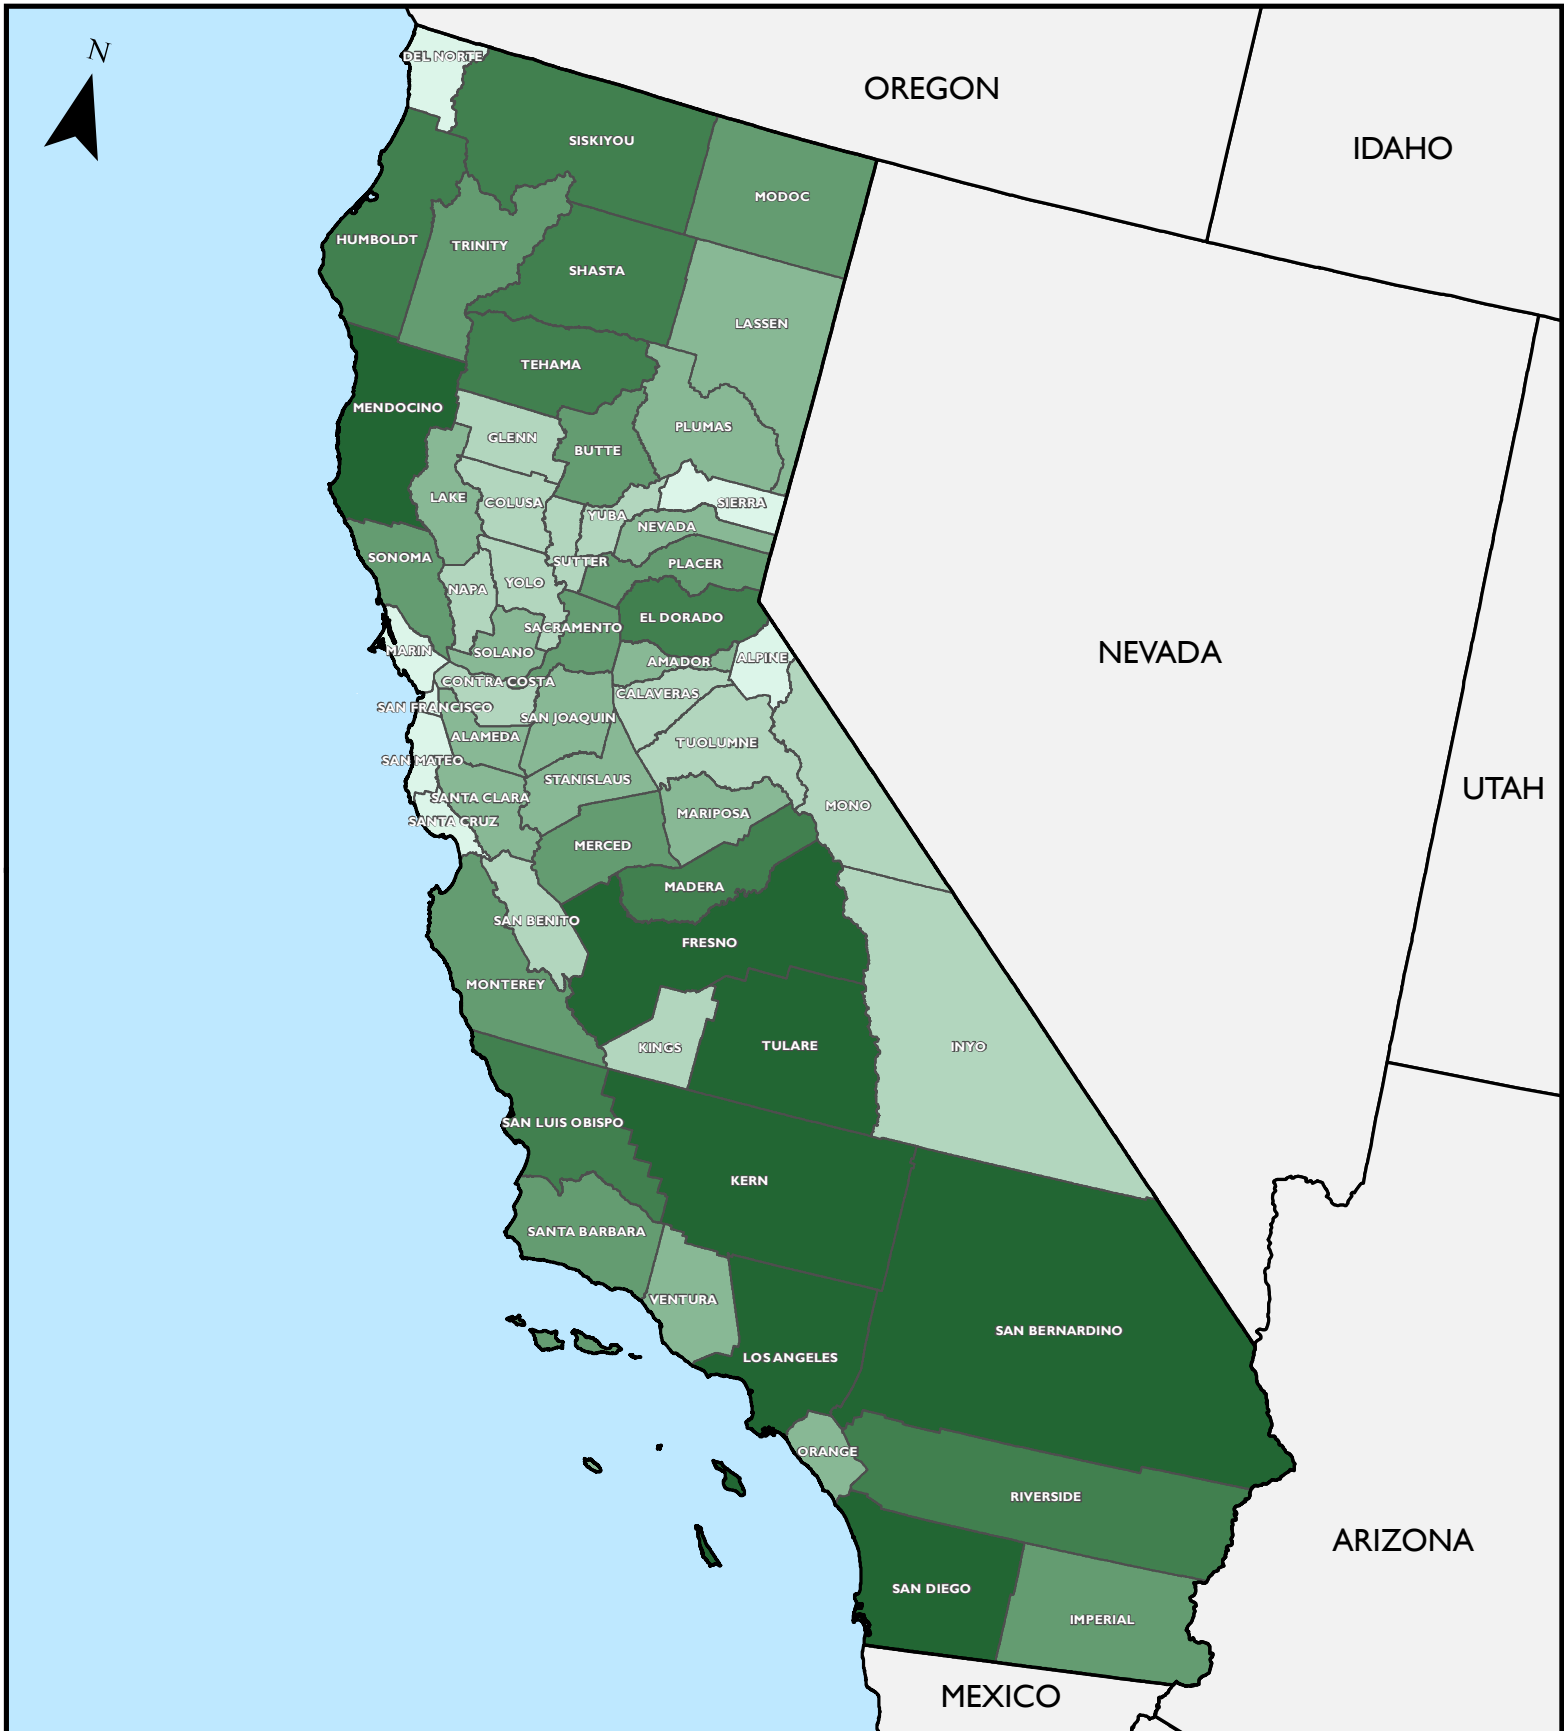 N
DEL NORTE
OREGON
IDAHO
SISKIYOU
MODOC
HUMBOLDT
TRINITY
SHASTA
LASSEN
TEHAMA
MENDOCINO
PLUMAS
GLENN
BUTTE
LAKE
COLUSA
SIERRA
YUBA
NEVADA
SONOMA
SUTTER
PLACER
YOLO
NAPA
EL DORADO
SACRAMENTO
MARIN
SOLANO
NEVADA
ALPINE
AMADOR
CONTRA COSTA
CALAVERAS
SAN FRANCISCO
SAN JOAQUIN
ALAMEDA
TUOLUMNE
SAN MATEO
STANISLAUS
UTAH
SANTA CLARA
MONO
MARIPOSA
SANTA CRUZ
MERCED
MADERA
SAN BENITO
FRESNO
MONTEREY
KINGS
TULARE
INYO
SAN LUIS OBISPO
KERN
SANTA BARBARA
VENTURA
SAN BERNARDINO
LOS ANGELES
ORANGE
RIVERSIDE
ARIZONA
SAN DIEGO
IMPERIAL
MEXICO